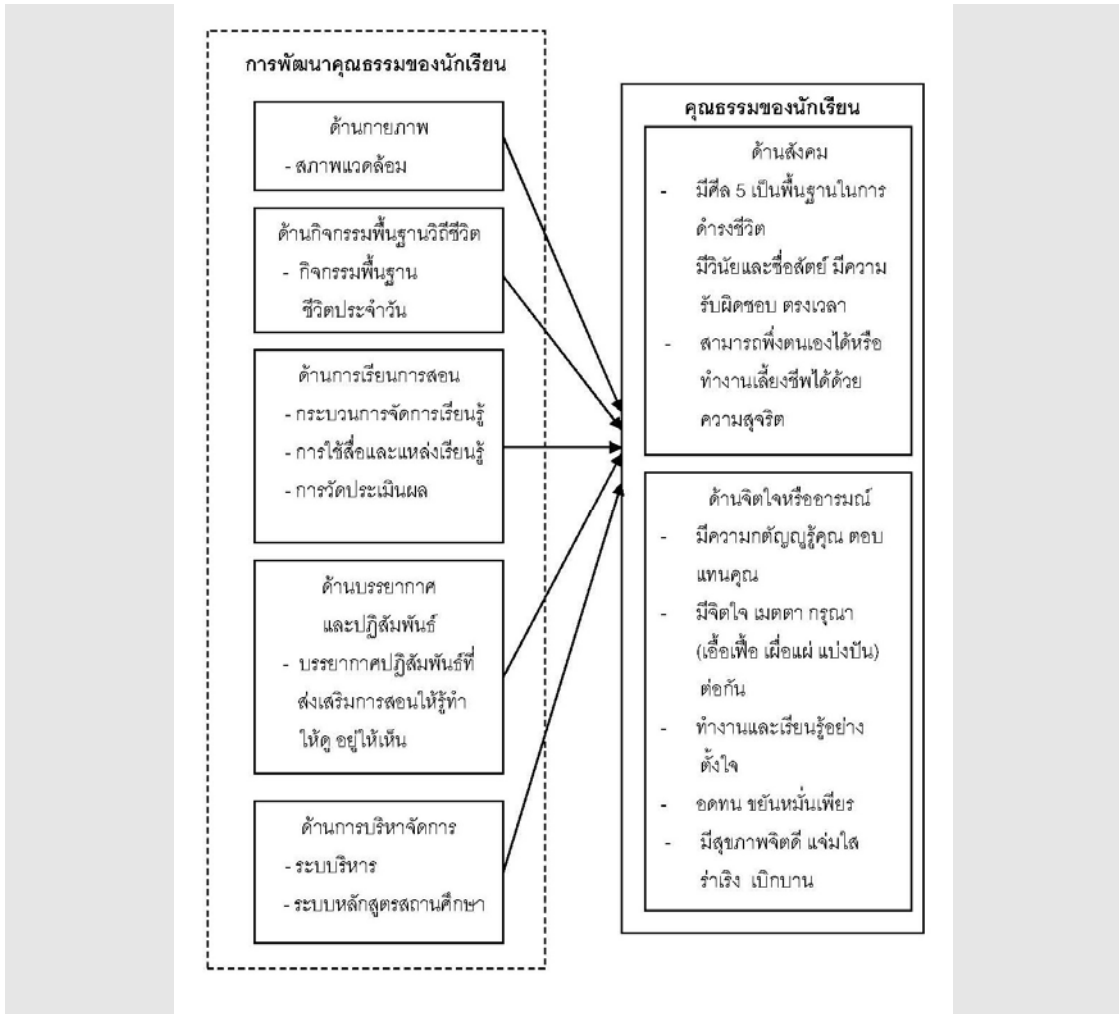 การพัฒนาคุณธรรมของนักเรียน
ด้านกายภาพ
- สภาพแวดล้อม
ด้านกิจกรรมพื้นฐานวิถีชีวิต
- กิจกรรมพื้นฐาน
ชีวิตประจำวัน
ด้านการเรียนการสอน
- กระบวนการจัดการเรียนรู้
- การใช้สื่อและแหล่งเรียนรู้
- การวัดประเมินผล
ด้านบรรยากาศ
และปฏิสัมพันธ์
- บรรยากาศปฏิสัมพันธ์ที่
ส่งเสริมการสอนให้รู้ทำ
ให้ดู อยู่ให้เห็น
ด้านการบริหาจัดการ
- ระบบริหาร
- ระบบหลักสูตรสถานศึกษา
คุณธรรมของนักเรียน
ด้านสังคม
- มีศีล 5 เป็นพื้นฐานในการ
ดำรงชีวิต
มีวินัยและซื่อสัตย์ มีความ
รับผิดชอบ ตรงเวลา
- สามารถพึ่งตนเองได้หรือ
ทำงานเลี้ยงชีพได้ด้วย
ความสุจริต
ด้านจิตใจหรืออารมณ์
- มีความกตัญญูรู้คุณ ตอบ
แทนคุณ
- มีจิตใจ เมตตา กรุณา
(เอื้อเฟื้อ เผื่อแผ่ แบ่งปัน)
ต่อกัน
- ทำงานและเรียนรู้อย่าง
ตั้งใจ
- อดทน ขยันหมั่นเพียร
- มีสุขภาพจิตดี แจ่มใส
ร่าเริง เบิกบาน